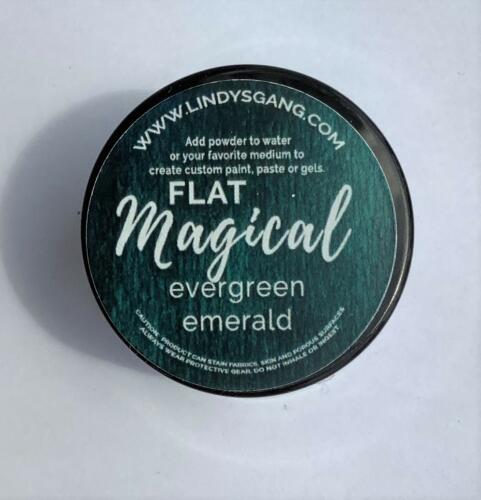 WWW.LINDYSGANG.COM
Add powder to water
or your favorite medium to
create custom paint, paste or gels.
FLAT
Magical
evergreen
emerald
CAUTION: PRODUCT CAN STAIN FABRICS, SKIN AND POROUS SURFACES
ALWAYS WEAR PROTECTIVE GEAR. DO NOT INHALE OR INGEST